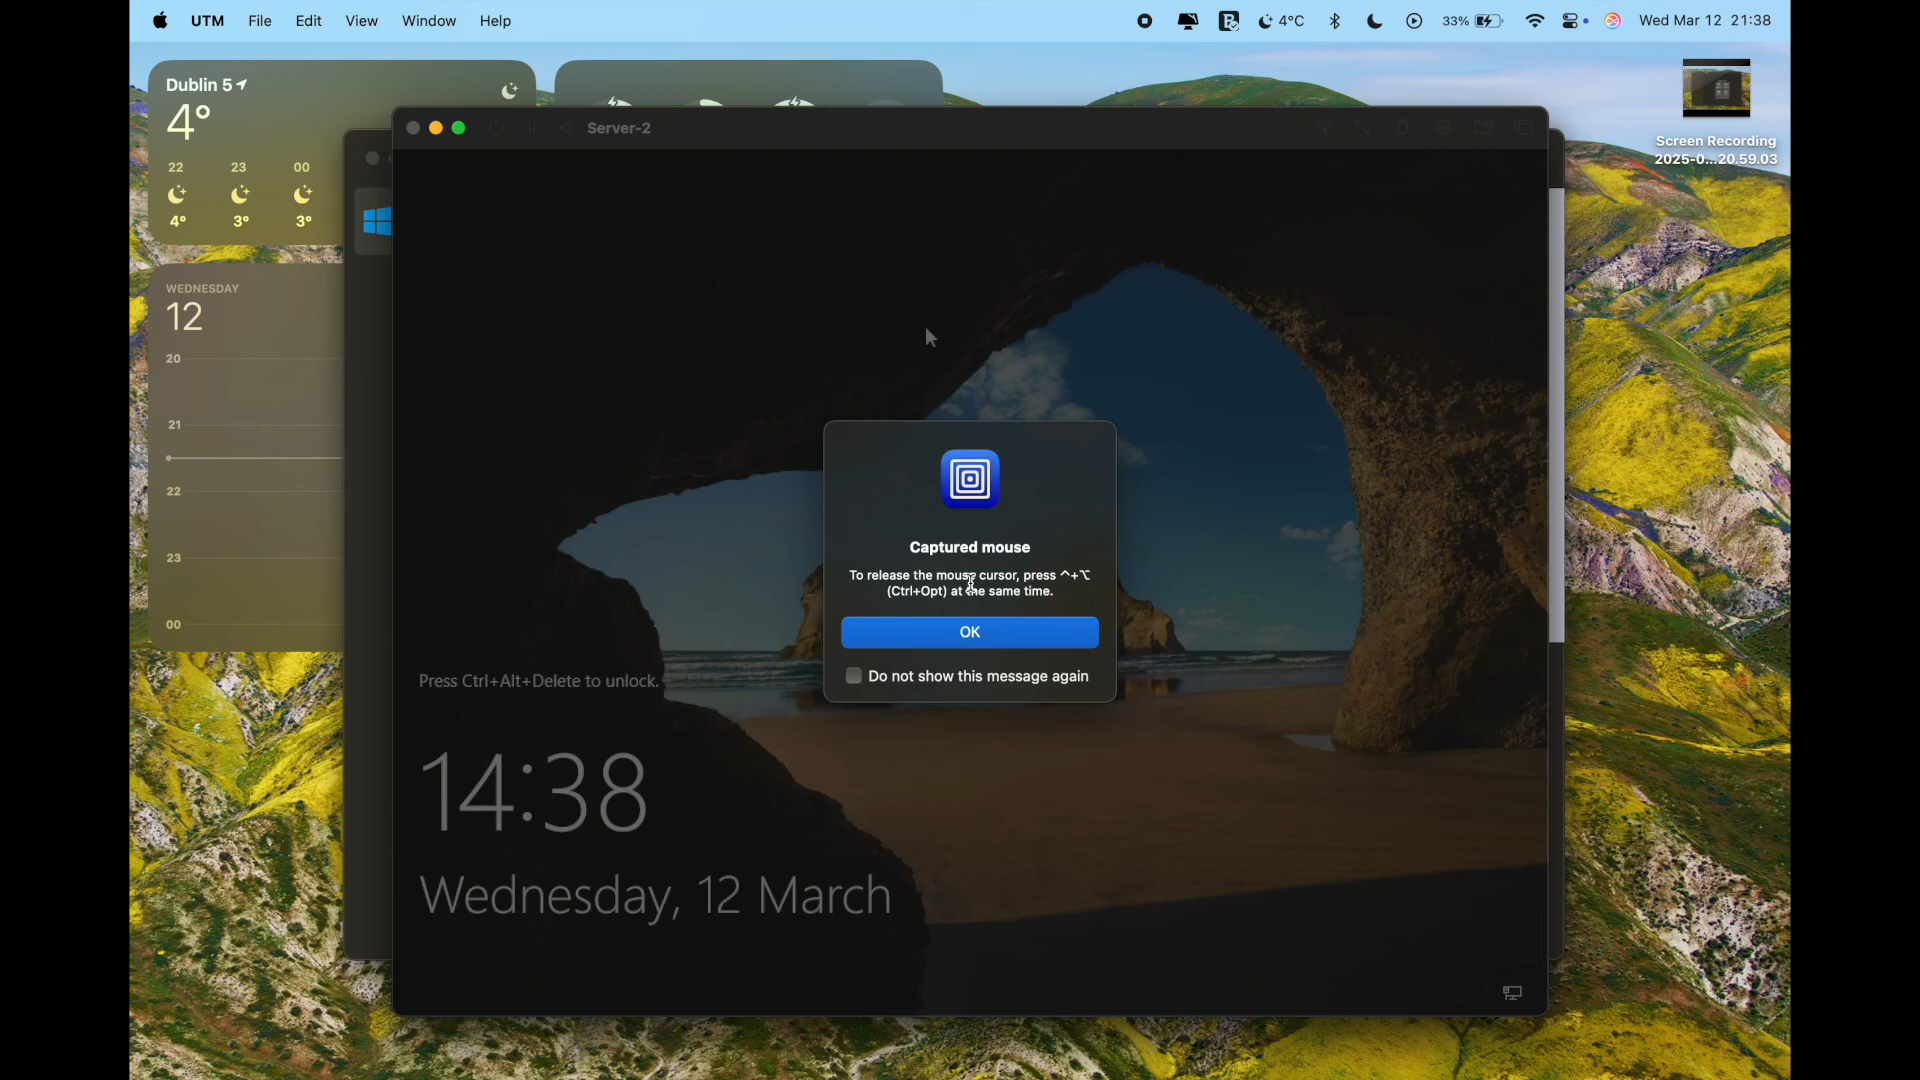 UTM File Edit View Window Help
4°C 33% Wed Mar 12 21:38
Dublin 5
4°
22 23 00
4° 3° 3°
Screen Recording
2025-0...20.59.03
Server-2
WEDNESDAY
12
20
21
22
23
00
Captured mouse
To release the mouse cursor, press ^+⌥
(Ctrl+Opt) at the same time.
OK
Do not show this message again
Press Ctrl+Alt+Delete to unlock.
14:38
Wednesday, 12 March